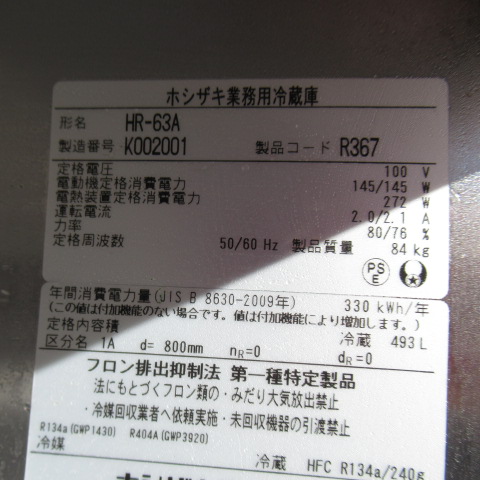 ホシザキ業務用冷蔵庫
形名 HR-63A
製造番号 K002001 製品コード R367
定格電圧 100 V
電動機定格消費電力 145/145 W
電熱装置定格消費電力 272 W
運転電流 2.0/2.1 A
力率 80/76 %
定格周波数 50/60 Hz 製品質量 84 kg
PS E
年間消費電力量(JIS B 8630-2009年) 330 kWh/年
(この値は付加機能のない場合です。値は付加機能により増加します。)
定格内容積 冷蔵 493 L
区分名 1A d= 800mm nR=0 dR=0
フロン排出抑制法 第一種特定製品
法にもとづくフロン類の・みだり大気放出禁止
・冷媒回収業者へ依頼実施・未回収機器の引渡禁止
R134a(GWP1430) R404A(GWP3920)
冷媒 冷蔵 HFC R134a/240g